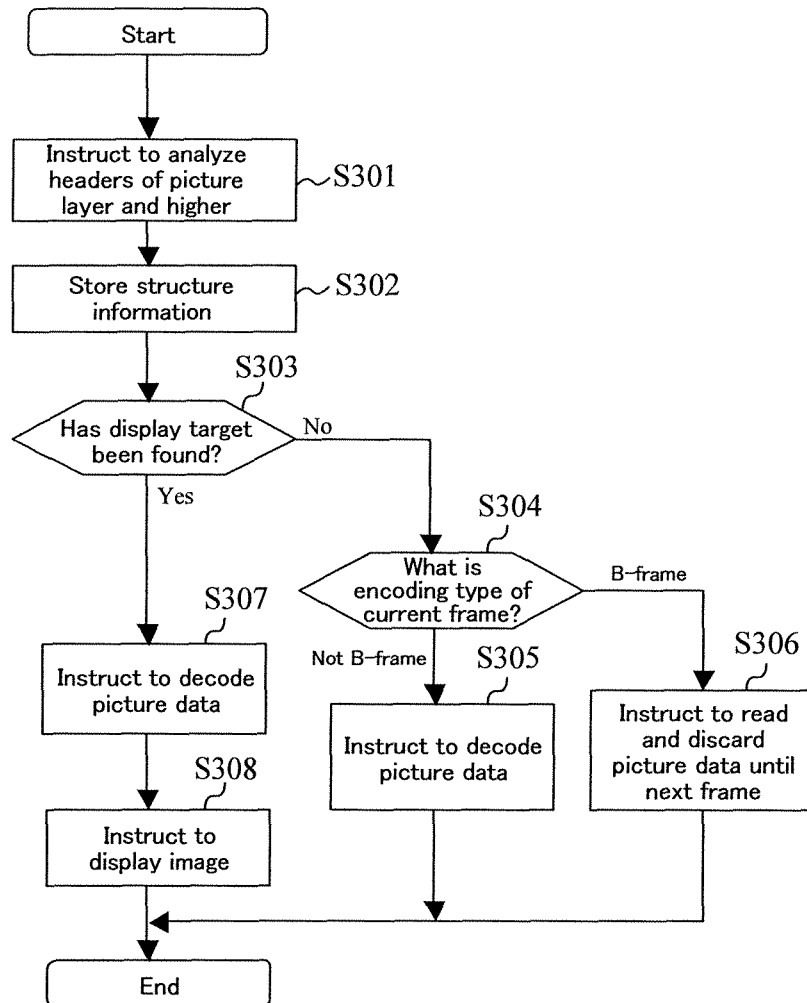 Start
Instruct to analyze
headers of picture
layer and higher
S301
Store structure
information
S302
S303
Has display target
been found?
No
Yes
S304
What is
encoding type of
current frame?
B-frame
Not B-frame
S307
Instruct to decode
picture data
S305
Instruct to decode
picture data
S306
Instruct to read
and discard
picture data until
next frame
S308
Instruct to
display image
End